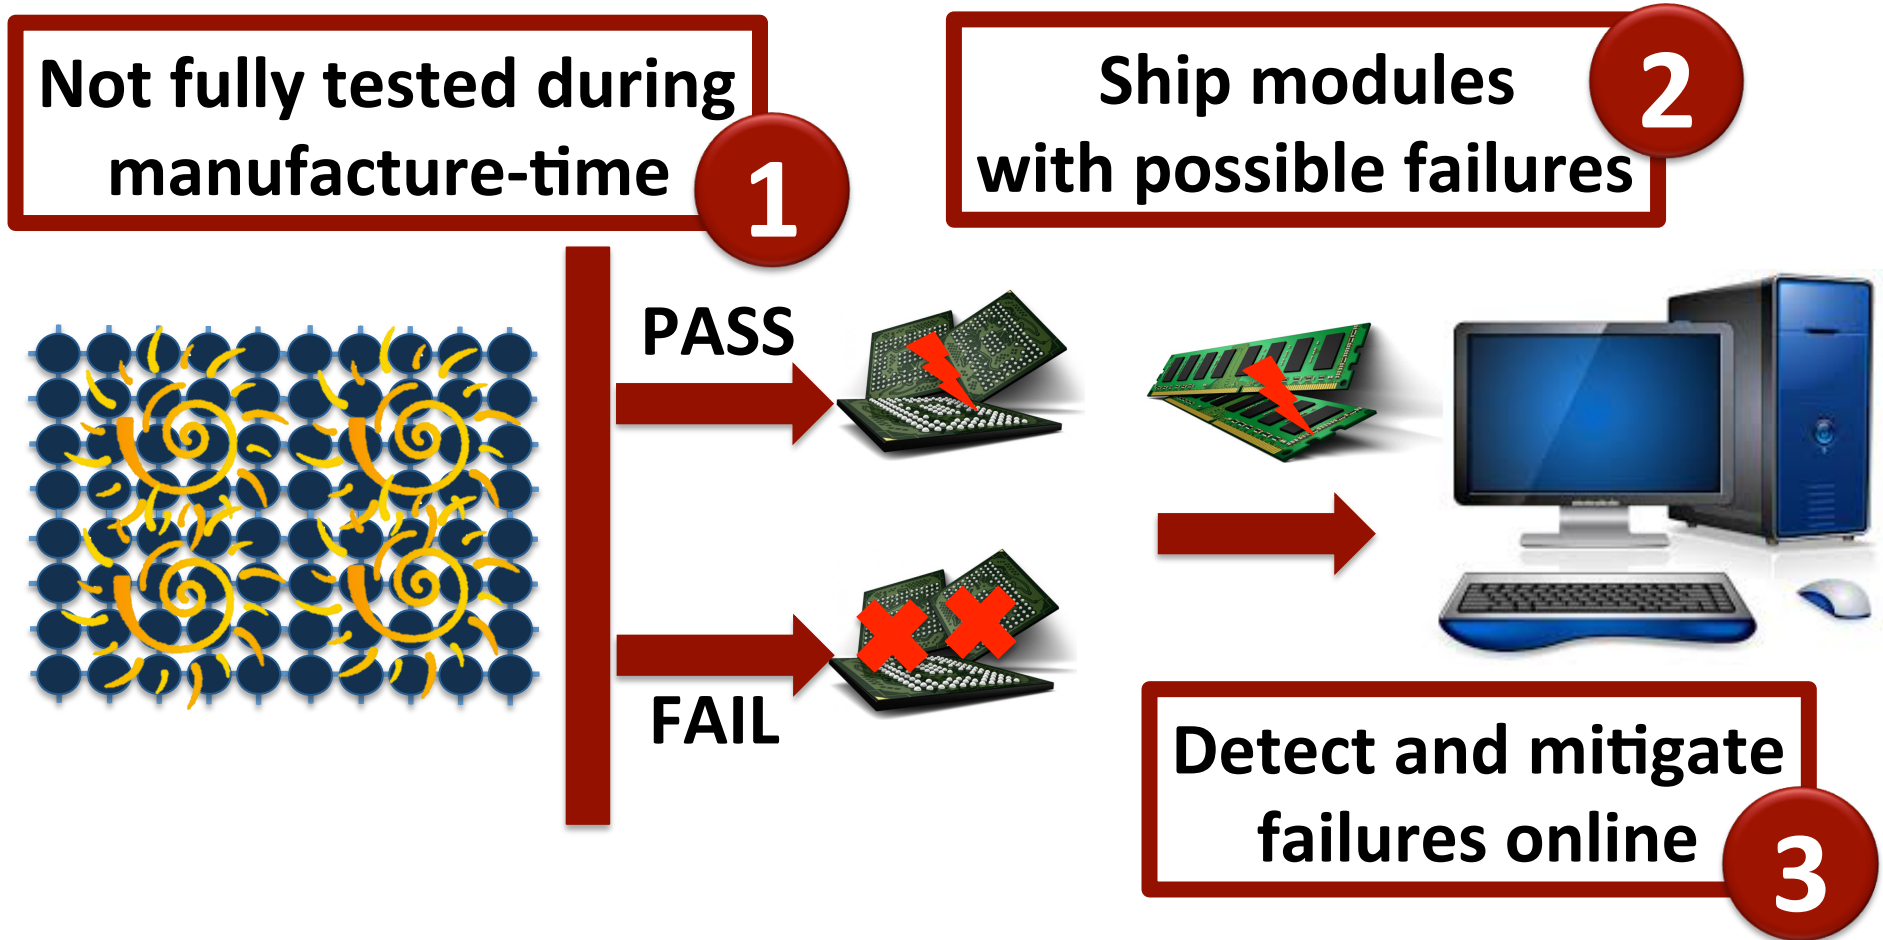 Not fully tested during
manufacture-time
1
Ship modules
with possible failures
2
PASS
FAIL
Detect and mitigate
failures online
3